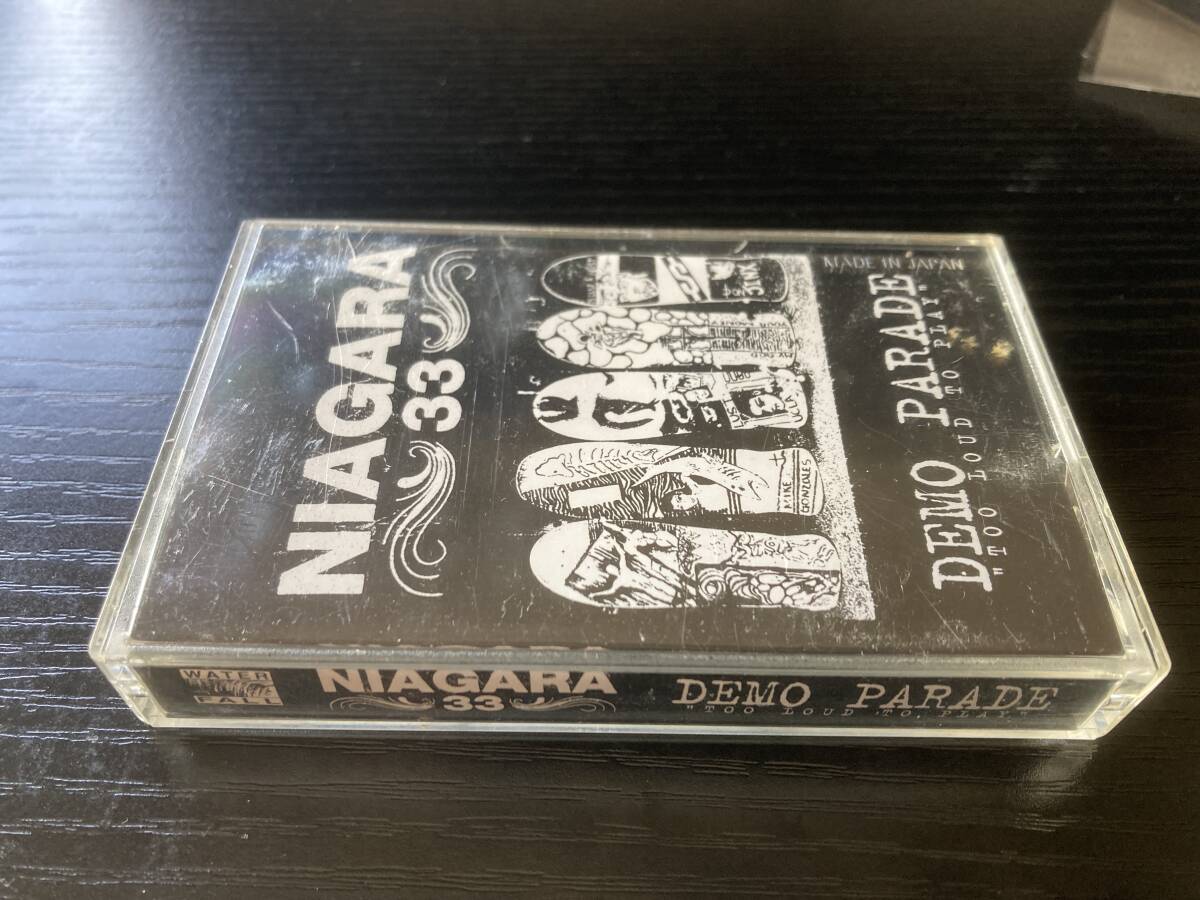 NIAGARA
33
MIKE
GONZOLES
MADE IN JAPAN
DEMO PARADE
"TOO LOUD TO PLAY"
WATER
FALL
NIAGARA
33
DEMO PARADE
"TOO LOUD TO PLAY"